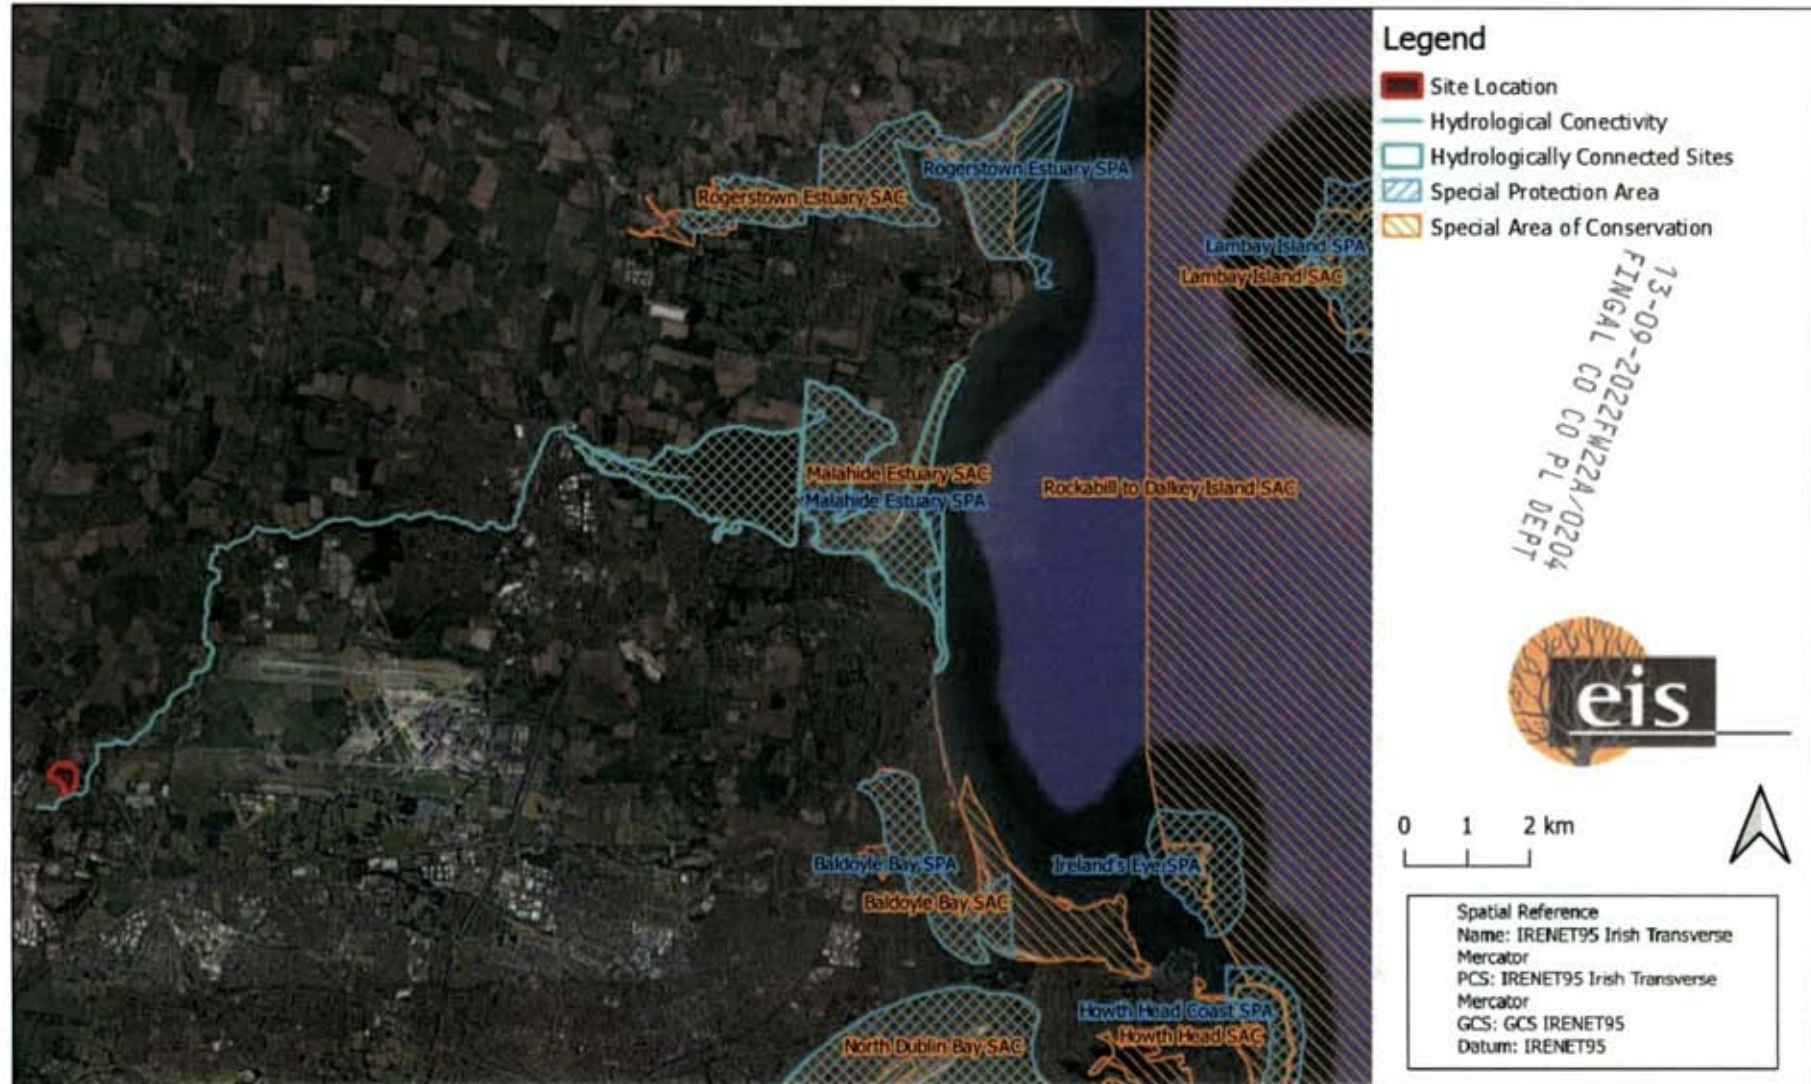 Legend
Site Location
Hydrological Conectivity
Hydrologically Connected Sites
Special Protection Area
Special Area of Conservation
13-09-2022FW22A/0204
FINGAL CO CO PL DEPT
Rogerstown Estuary SPA
Rogerstown Estuary SAC
Lambay Island SPA
Lambay Island SAC
Malahide Estuary SAC
Malahide Estuary SPA
Rockabill to Dalkey Island SAC
eis
0 1 2 km
Baldoyle Bay SPA
Ireland's Eye SPA
Baldoyle Bay SAC
Howth Head Coast SPA
Howth Head SAC
North Dublin Bay SAC
Spatial Reference
Name: IRENET95 Irish Transverse
Mercator
PCS: IRENET95 Irish Transverse
Mercator
GCS: GCS IRENET95
Datum: IRENET95